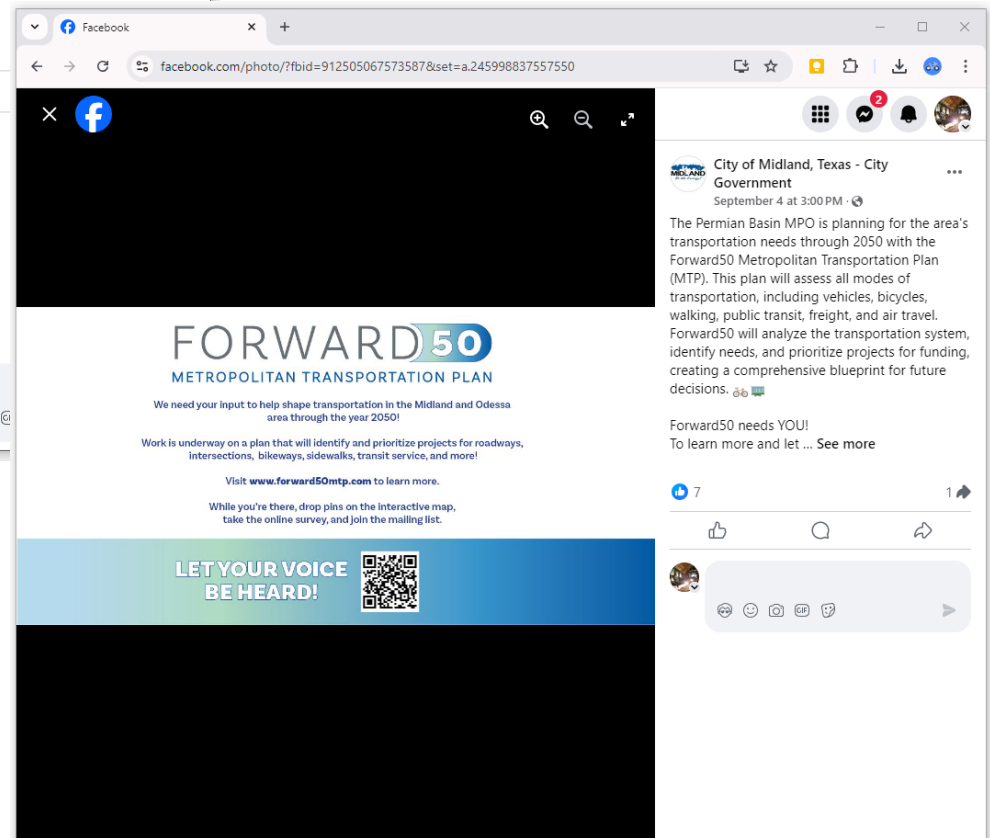 Facebook
facebook.com/photo/?fbid=912505067573587&set=a.245998837557550
2
City of Midland, Texas - City
Government
September 4 at 3:00 PM ·
The Permian Basin MPO is planning for the area's
transportation needs through 2050 with the
Forward50 Metropolitan Transportation Plan
(MTP). This plan will assess all modes of
transportation, including vehicles, bicycles,
walking, public transit, freight, and air travel.
Forward50 will analyze the transportation system,
identify needs, and prioritize projects for funding,
creating a comprehensive blueprint for future
decisions. 🚲 🚃
Forward50 needs YOU!
To learn more and let ... See more
7
1
GIF
FORWARD50
METROPOLITAN TRANSPORTATION PLAN
We need your input to help shape transportation in the Midland and Odessa
area through the year 2050!
Work is underway on a plan that will identify and prioritize projects for roadways,
intersections, bikeways, sidewalks, transit service, and more!
Visit www.forward50mtp.com to learn more.
While you're there, drop pins on the interactive map,
take the online survey, and join the mailing list.
LET YOUR VOICE
BE HEARD!
MIDLAND